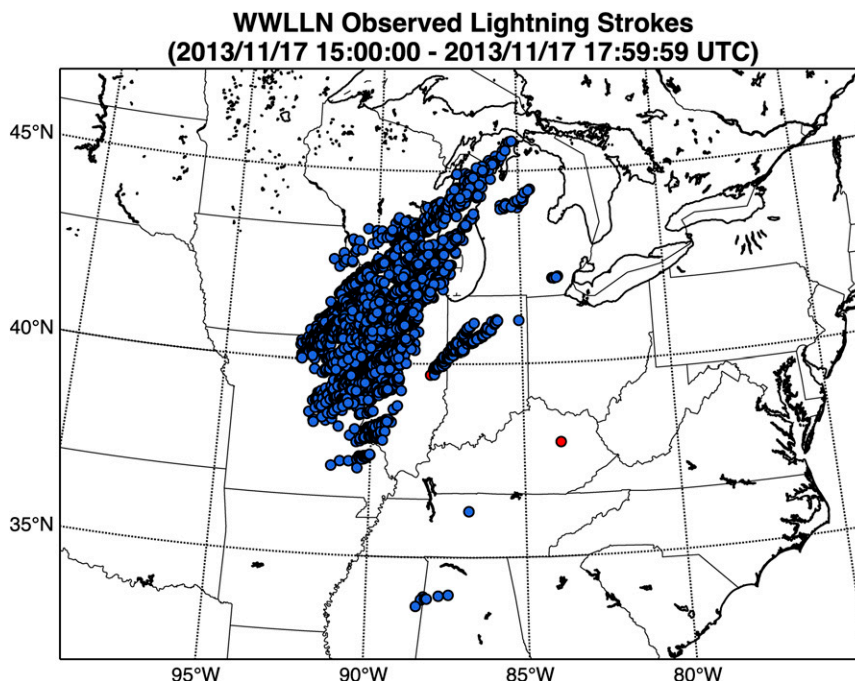 WWLLN Observed Lightning Strokes
(2013/11/17 15:00:00 - 2013/11/17 17:59:59 UTC)
45°N
40°N
35°N
95°W
90°W
85°W
80°W